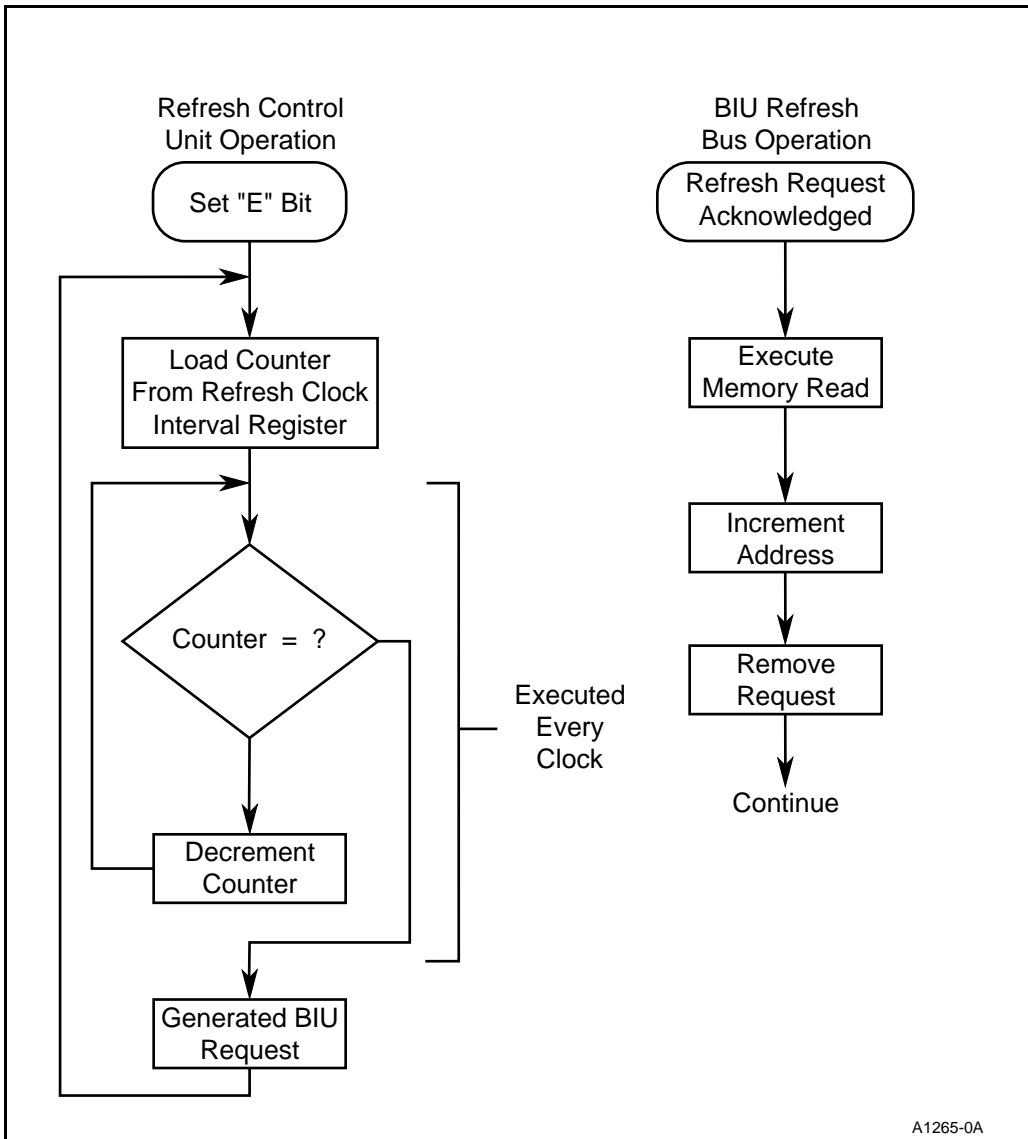 Refresh Control
Unit Operation
Set "E" Bit
Load Counter
From Refresh Clock
Interval Register
Counter = ?
Executed
Every
Clock
Decrement
Counter
Generated BIU
Request
BIU Refresh
Bus Operation
Refresh Request
Acknowledged
Execute
Memory Read
Increment
Address
Remove
Request
Continue
A1265-0A